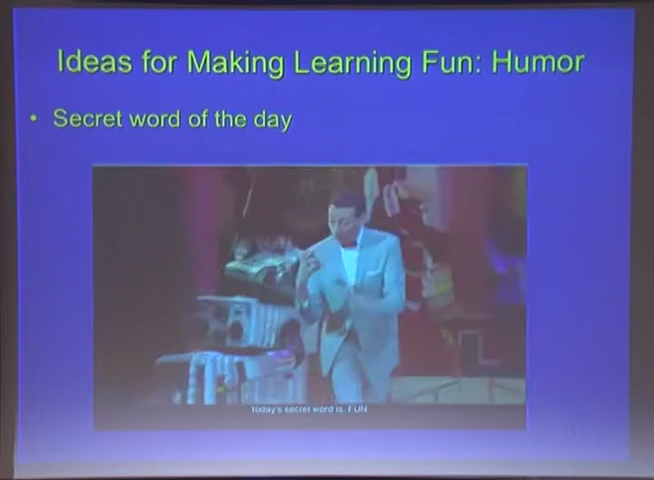 Ideas for Making Learning Fun: Humor
• Secret word of the day
Today's secret word is: FUN